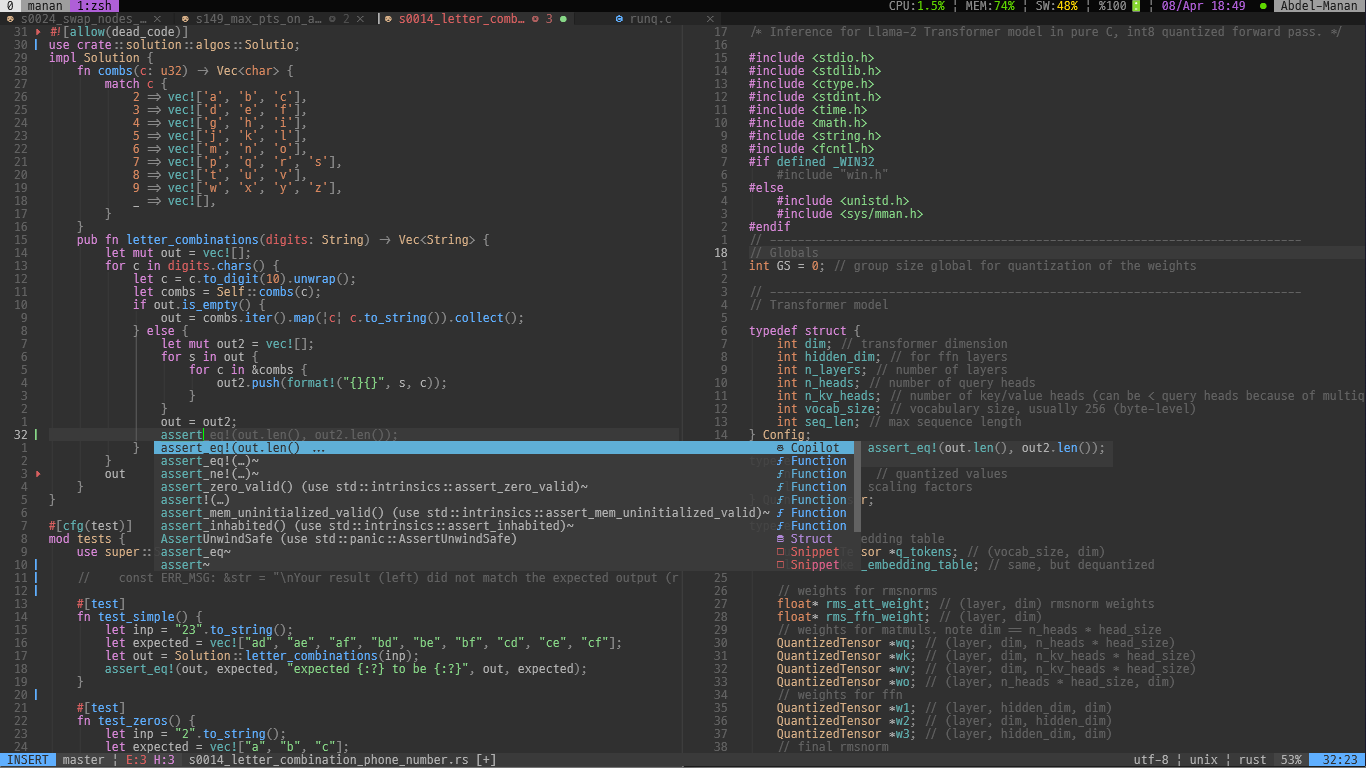 0 manan 1:zsh CPU:1.5% | MEM:74% | SW:48% | %100 | 08/Apr 18:49 ● Abdel-Manan
s0024_swap_nodes_… × s149_max_pts_on_a… 2 × s0014_letter_comb… 3 ● runq.c ×
31 #![allow(dead_code)]
30 use crate::solution::algos::Solutio;
29 impl Solution {
28 fn combs(c: u32) -> Vec<char> {
27 match c {
26 2 => vec!['a', 'b', 'c'],
25 3 => vec!['d', 'e', 'f'],
24 4 => vec!['g', 'h', 'i'],
23 5 => vec!['j', 'k', 'l'],
22 6 => vec!['m', 'n', 'o'],
21 7 => vec!['p', 'q', 'r', 's'],
20 8 => vec!['t', 'u', 'v'],
19 9 => vec!['w', 'x', 'y', 'z'],
18 _ => vec![],
17 }
16 }
15 pub fn letter_combinations(digits: String) -> Vec<String> {
14 let mut out = vec![];
13 for c in digits.chars() {
12 let c = c.to_digit(10).unwrap();
11 let combs = Self::combs(c);
10 if out.is_empty() {
9 out = combs.iter().map(|c| c.to_string()).collect();
8 } else {
7 let mut out2 = vec![];
6 for s in out {
5 for c in &combs {
4 out2.push(format!("{}{}", s, c));
3 }
2 }
1 out = out2;
32 assert_eq!(out.len(), out2.len());
1 }
2 }
3 out
4 }
5 }
6
7 #[cfg(test)]
8 mod tests {
9 use super::
10
11 // const ERR_MSG: &str = "\nYour result (left) did not match the expected output (r
12
13 #[test]
14 fn test_simple() {
15 let inp = "23".to_string();
16 let expected = vec!["ad", "ae", "af", "bd", "be", "bf", "cd", "ce", "cf"];
17 let out = Solution::letter_combinations(inp);
18 assert_eq!(out, expected, "expected {:?} to be {:?}", out, expected);
19 }
20
21 #[test]
22 fn test_zeros() {
23 let inp = "2".to_string();
24 let expected = vec!["a", "b", "c"];
assert_eq!(out.len() … Copilot
assert_eq!(…)~ Function
assert_ne!(…)~ Function
assert_zero_valid() (use std::intrinsics::assert_zero_valid)~ Function
assert!(…) Function
assert_mem_uninitialized_valid() (use std::intrinsics::assert_mem_uninitialized_valid)~ Function
assert_inhabited() (use std::intrinsics::assert_inhabited)~ Function
AssertUnwindSafe (use std::panic::AssertUnwindSafe) Struct
assert_eq~ Snippet
assert~ Snippet
assert_eq!(out.len(), out2.len());
17 /* Inference for Llama-2 Transformer model in pure C, int8 quantized forward pass. */
16
15 #include <stdio.h>
14 #include <stdlib.h>
13 #include <ctype.h>
12 #include <stdint.h>
11 #include <time.h>
10 #include <math.h>
9 #include <string.h>
8 #include <fcntl.h>
7 #if defined _WIN32
6 #include "win.h"
5 #else
4 #include <unistd.h>
3 #include <sys/mman.h>
2 #endif
1 // ----------------------------------------------------------------------------
18 // Globals
1 int GS = 0; // group size global for quantization of the weights
2
3 // ----------------------------------------------------------------------------
4 // Transformer model
5
6 typedef struct {
7 int dim; // transformer dimension
8 int hidden_dim; // for ffn layers
9 int n_layers; // number of layers
10 int n_heads; // number of query heads
11 int n_kv_heads; // number of key/value heads (can be < query heads because of multiq
12 int vocab_size; // vocabulary size, usually 256 (byte-level)
13 int seq_len; // max sequence length
14 } Config;
// quantized values
scaling factors
r;
edding table
sor *q_tokens; // (vocab_size, dim)
_embedding_table; // same, but dequantized
25
26 // weights for rmsnorms
27 float* rms_att_weight; // (layer, dim) rmsnorm weights
28 float* rms_ffn_weight; // (layer, dim)
29 // weights for matmuls. note dim == n_heads * head_size
30 QuantizedTensor *wq; // (layer, dim, n_heads * head_size)
31 QuantizedTensor *wk; // (layer, dim, n_kv_heads * head_size)
32 QuantizedTensor *wv; // (layer, dim, n_kv_heads * head_size)
33 QuantizedTensor *wo; // (layer, n_heads * head_size, dim)
34 // weights for ffn
35 QuantizedTensor *w1; // (layer, hidden_dim, dim)
36 QuantizedTensor *w2; // (layer, dim, hidden_dim)
37 QuantizedTensor *w3; // (layer, hidden_dim, dim)
38 // final rmsnorm
INSERT master ¦ E:3 H:3 s0014_letter_combination_phone_number.rs [+] utf-8 ¦ unix ¦ rust 53% 32:23